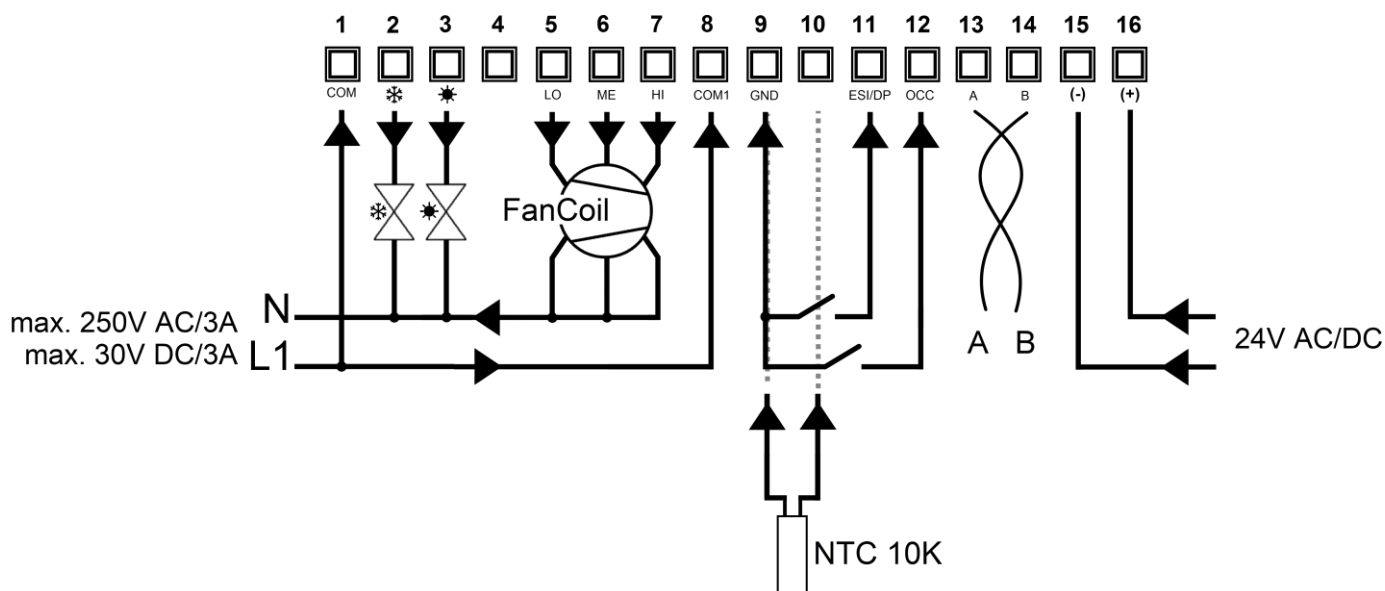 1 2 3 4 5 6 7 8 9 10 11 12 13 14 15 16
COM LO ME HI COM1 GND ESI/DP OCC A B (-) (+)
FanCoil
max. 250V AC/3A N
max. 30V DC/3A L1
A B
24V AC/DC
NTC 10K